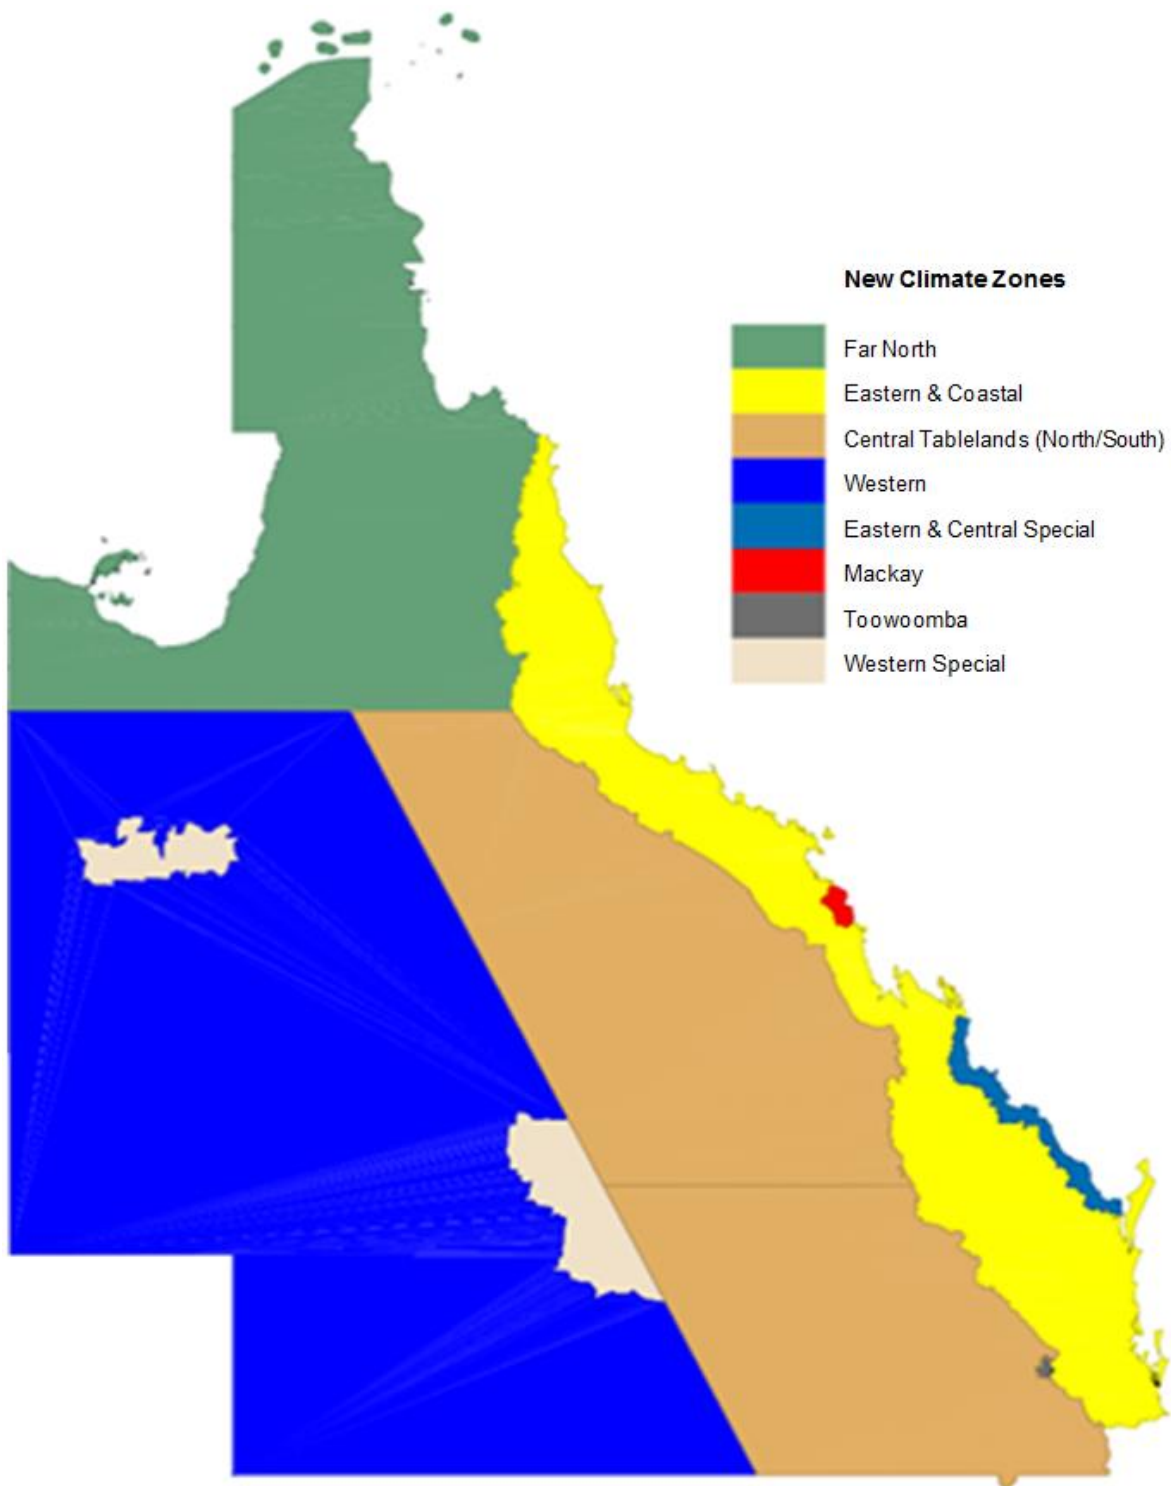 New Climate Zones
Far North
Eastern & Coastal
Central Tablelands (North/South)
Western
Eastern & Central Special
Mackay
Toowoomba
Western Special